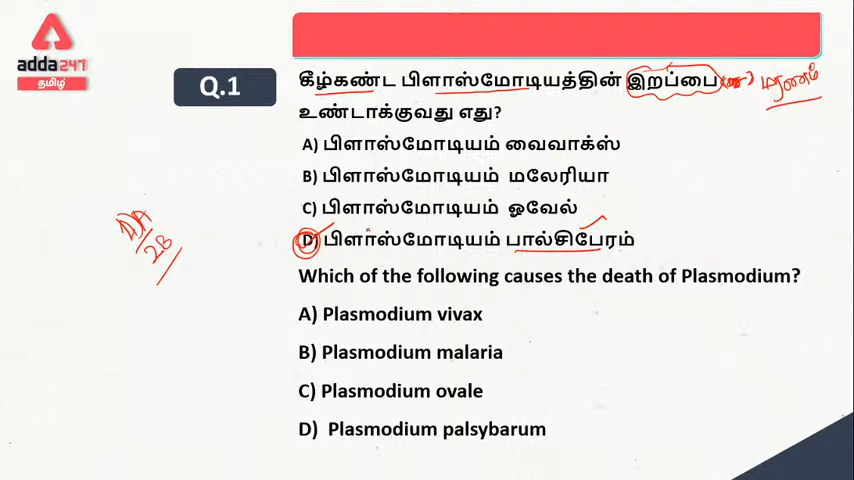 adda247
தமிழ்
Q.1
கீழ்கண்ட பிளாஸ்மோடியத்தின் இறப்பை மரணம்
உண்டாக்குவது எது?
A) பிளாஸ்மோடியம் வைவாக்ஸ்
B) பிளாஸ்மோடியம் மலேரியா
C) பிளாஸ்மோடியம் ஓவேல்
D) பிளாஸ்மோடியம் பால்சிபேரம்
Which of the following causes the death of Plasmodium?
A) Plasmodium vivax
B) Plasmodium malaria
C) Plasmodium ovale
D) Plasmodium palsybarum